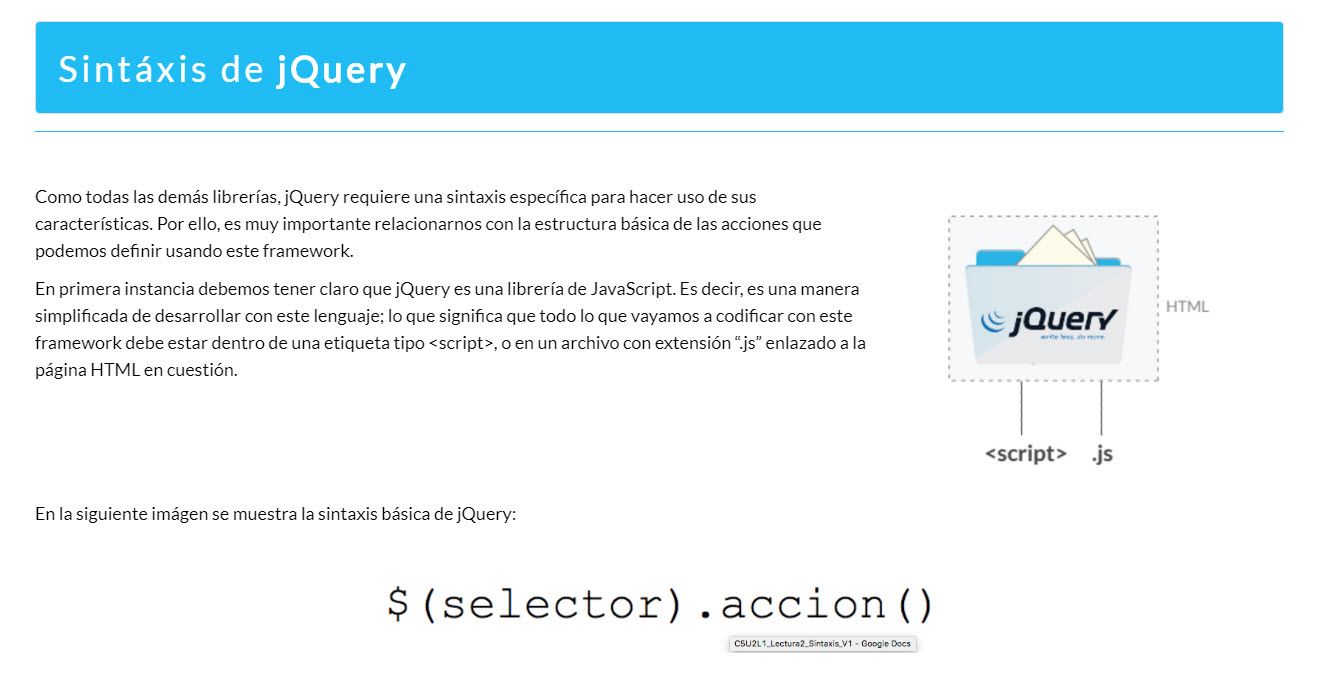 Sintáxis de jQuery
Como todas las demás librerías, jQuery requiere una sintaxis específica para hacer uso de sus
características. Por ello, es muy importante relacionarnos con la estructura básica de las acciones que
podemos definir usando este framework.
En primera instancia debemos tener claro que jQuery es una librería de JavaScript. Es decir, es una manera
simplificada de desarrollar con este lenguaje; lo que significa que todo lo que vayamos a codificar con este
framework debe estar dentro de una etiqueta tipo <script>, o en un archivo con extensión “.js” enlazado a la
página HTML en cuestión.
HTML
jQuery
write less, do more.
<script> .js
En la siguiente imágen se muestra la sintaxis básica de jQuery:
$(selector).accion()
C5U2L1_Lectura2_Sintaxis_V1 - Google Docs